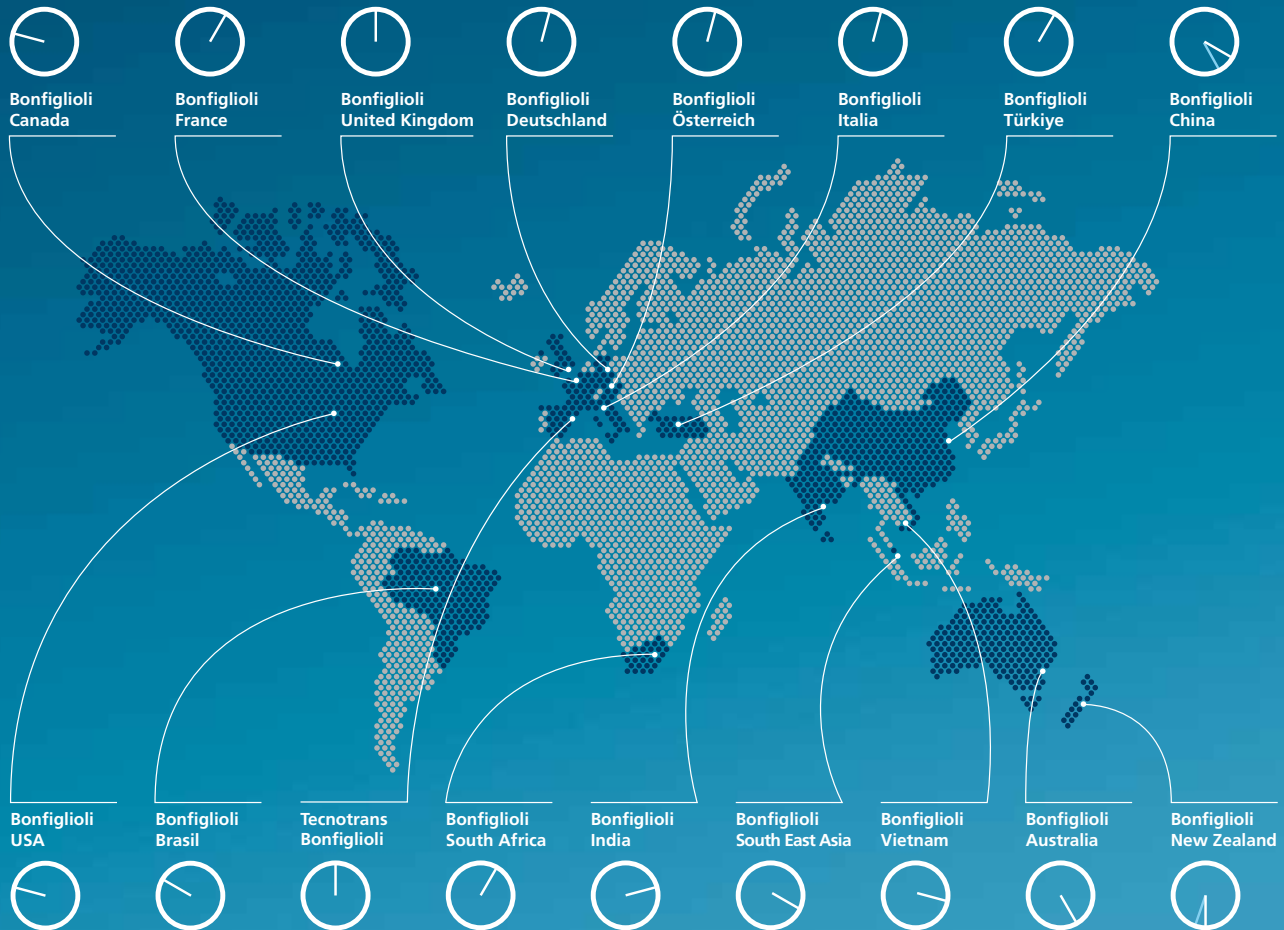 Bonfiglioli
Canada
Bonfiglioli
France
Bonfiglioli
United Kingdom
Bonfiglioli
Deutschland
Bonfiglioli
Österreich
Bonfiglioli
Italia
Bonfiglioli
Türkiye
Bonfiglioli
China
Bonfiglioli
USA
Bonfiglioli
Brasil
Tecnotrans
Bonfiglioli
Bonfiglioli
South Africa
Bonfiglioli
India
Bonfiglioli
South East Asia
Bonfiglioli
Vietnam
Bonfiglioli
Australia
Bonfiglioli
New Zealand